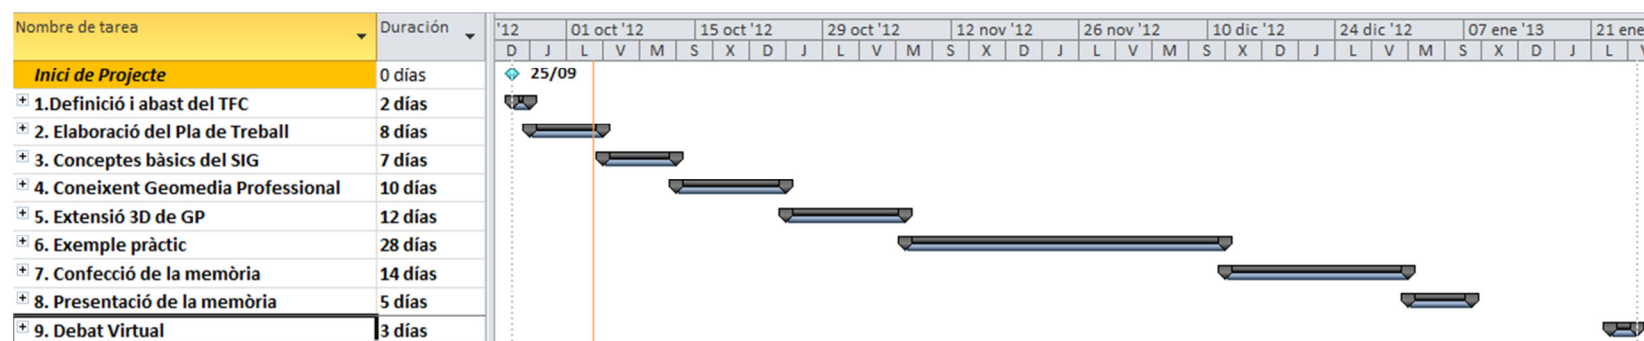 Nombre de tarea Duración '12 01 oct '12 15 oct '12 29 oct '12 12 nov '12 26 nov '12 10 dic '12 24 dic '12 07 ene '13 21 ene
D J L V M S X D J L V M S X D J L V M S X D J L V M S X D J L V
Inici de Projecte 0 días 25/09
1.Definició i abast del TFC 2 días
2. Elaboració del Pla de Treball 8 días
3. Conceptes bàsics del SIG 7 días
4. Coneixent Geomedia Professional 10 días
5. Extensió 3D de GP 12 días
6. Exemple pràctic 28 días
7. Confecció de la memòria 14 días
8. Presentació de la memòria 5 días
9. Debat Virtual 3 días